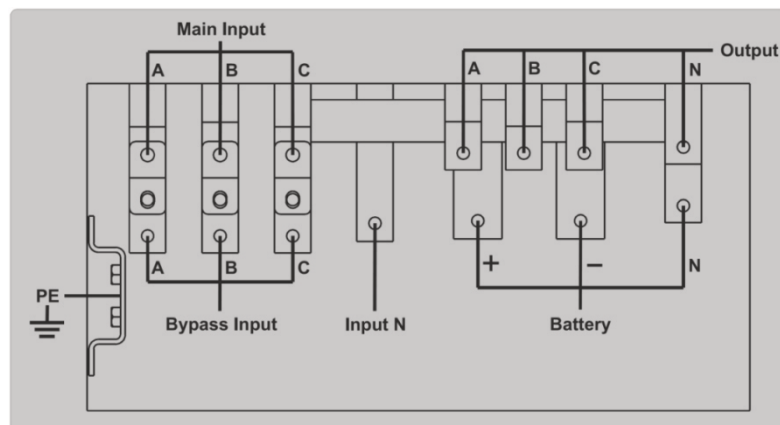 Main Input
Output
A B C
A B C N
A B C
+ − N
PE
Bypass Input
Input N
Battery